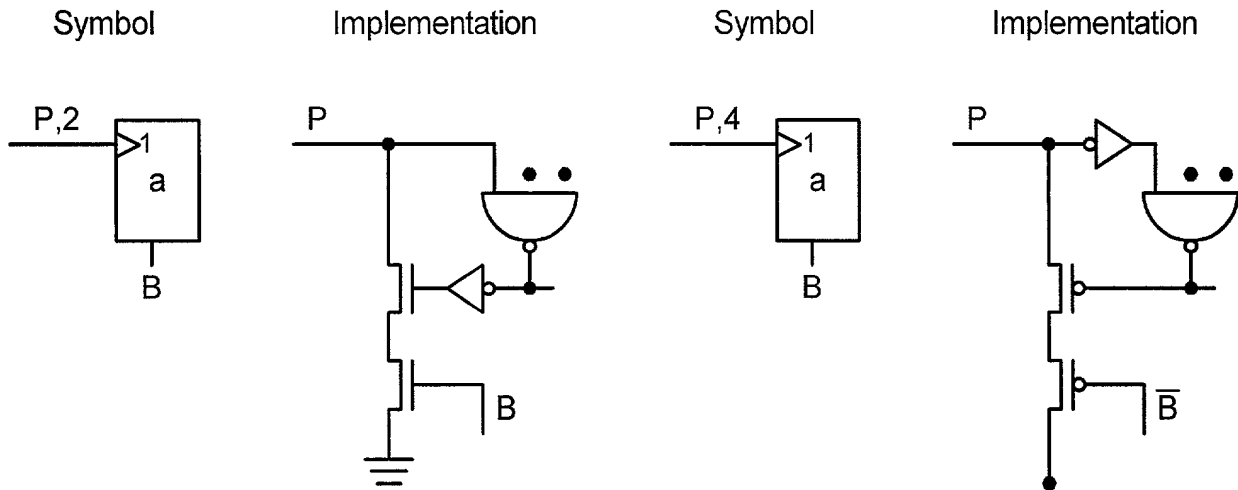 Symbol Implementation Symbol Implementation
P,2 P P,4 P
1 1
a a
B B
B B̅